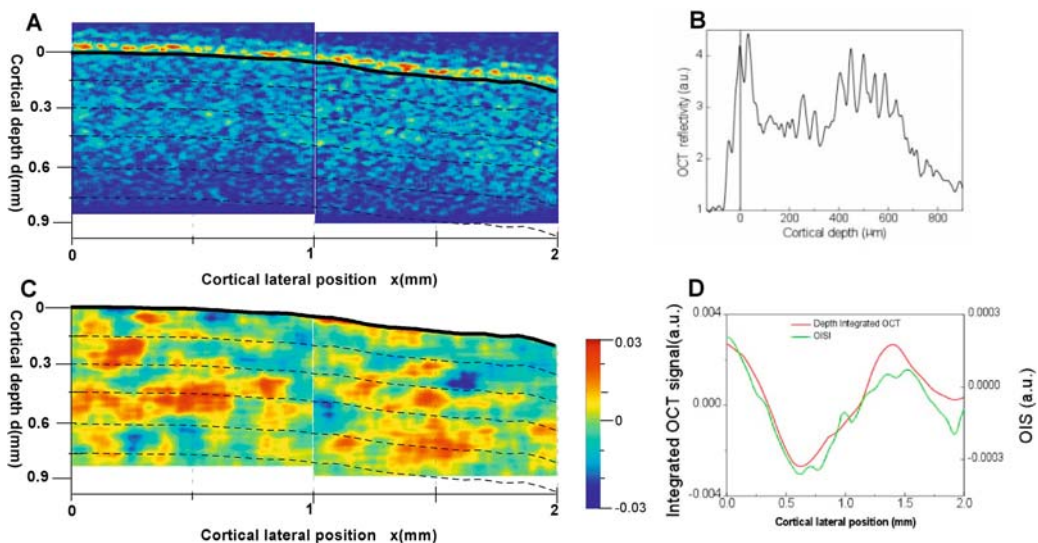 A
Cortical depth d(mm)
0
0.3
0.6
0.9
0 1 2
Cortical lateral position x(mm)
B
OCT reflectivity (a.u.)
4
3
2
1
0 200 400 600 800
Cortical depth (μm)
C
Cortical depth d(mm)
0
0.3
0.6
0.9
0 1 2
Cortical lateral position x(mm)
0.03
0
-0.03
D
Integrated OCT signal(a.u.)
0.004
0.000
-0.004
Depth Integrated OCT
OISI
0.0003
0.0000
-0.0003
OIS (a.u.)
0.0 0.5 1.0 1.5 2.0
Cortical lateral position (mm)